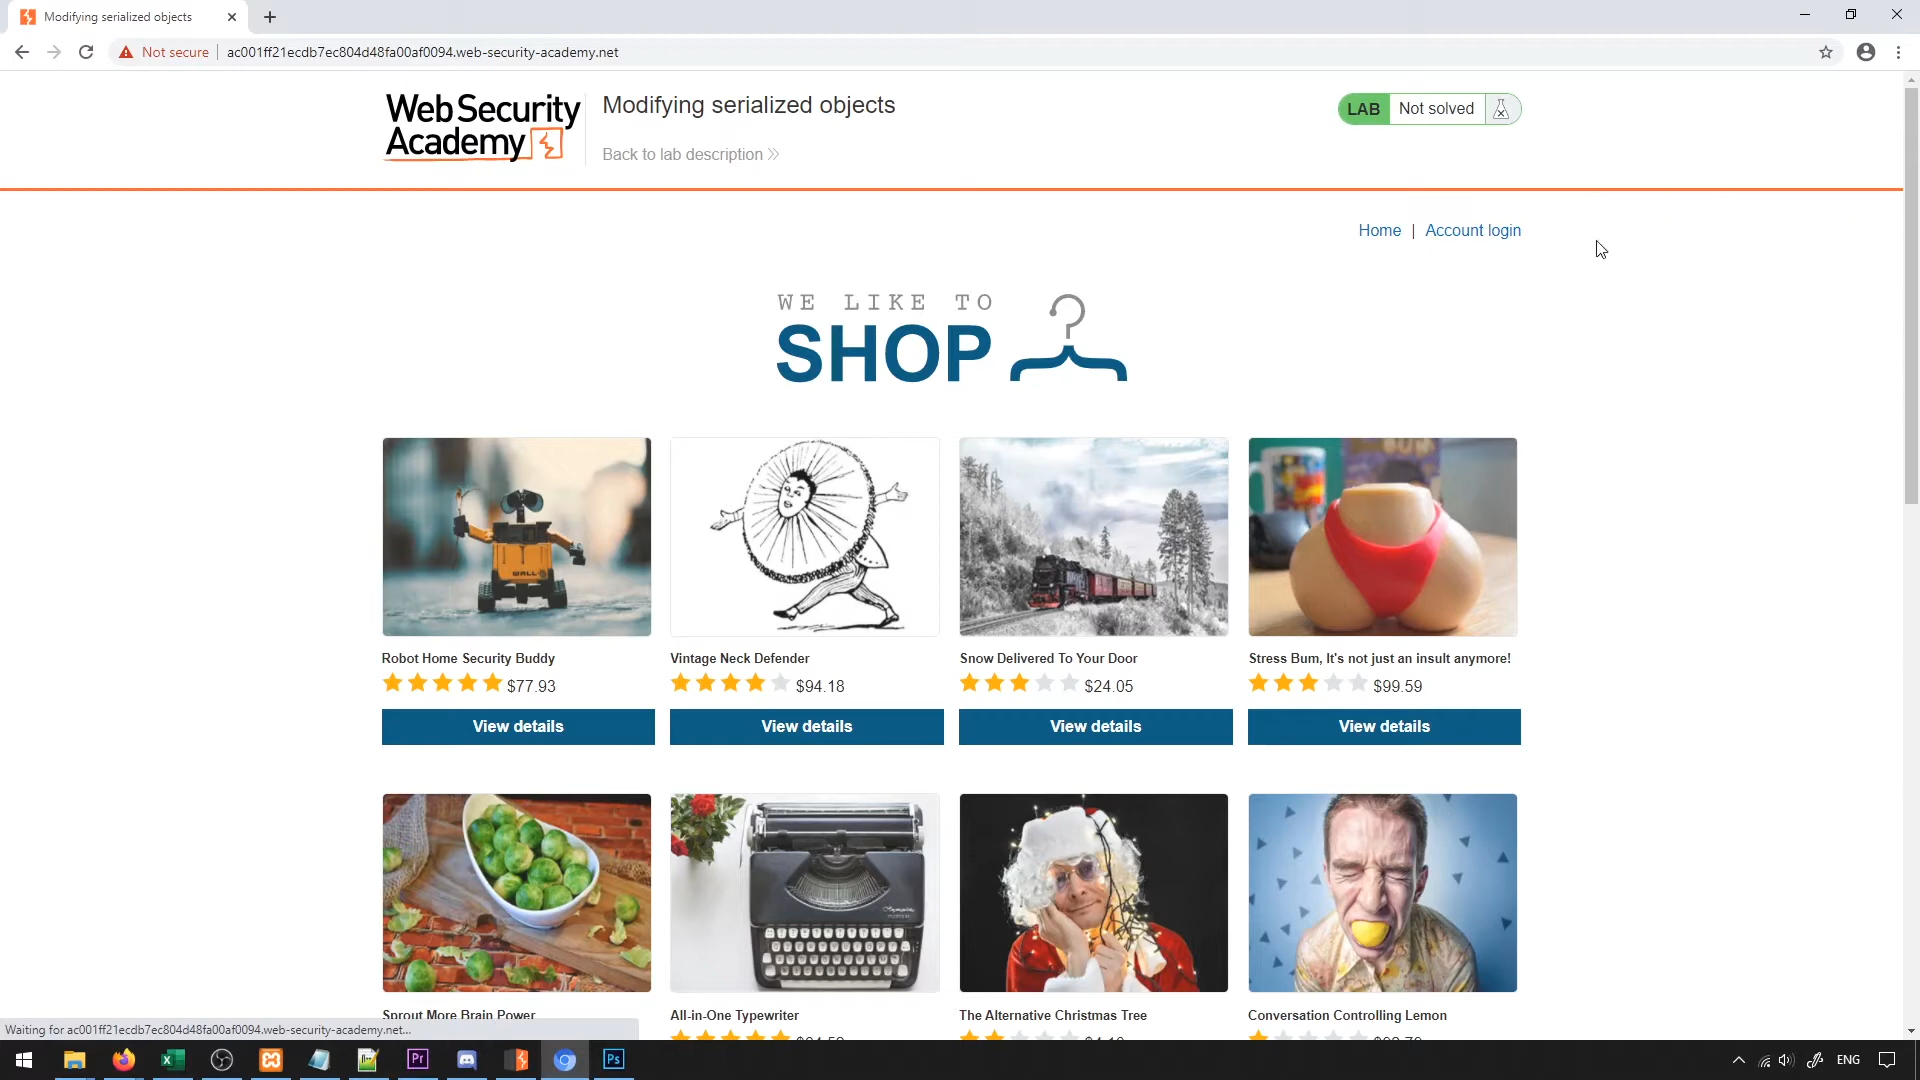 Modifying serialized objects
Not secure
ac001ff21ecdb7ec804d48fa00af0094.web-security-academy.net
Web Security
Academy
Modifying serialized objects
Back to lab description
LAB
Not solved
Home | Account login
WE LIKE TO
SHOP
WALL
Robot Home Security Buddy
Vintage Neck Defender
Snow Delivered To Your Door
Stress Bum, It's not just an insult anymore!
$77.93
$94.18
$24.05
$99.59
View details
View details
View details
View details
Sprout More Brain Power
All-in-One Typewriter
The Alternative Christmas Tree
Conversation Controlling Lemon
Waiting for ac001ff21ecdb7ec804d48fa00af0094.web-security-academy.net...
Pr
Ps
ENG